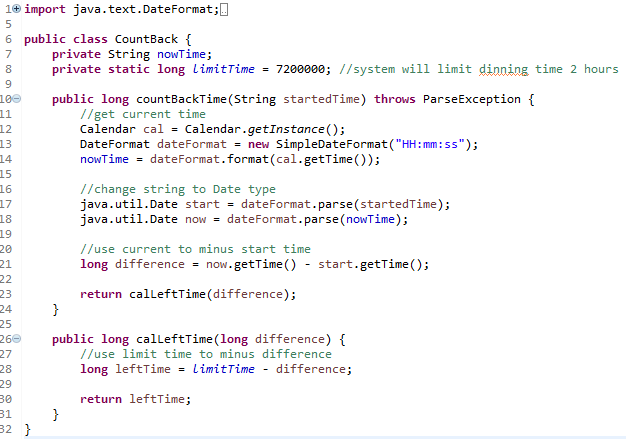 1 import java.text.DateFormat;
5
6 public class CountBack {
7     private String nowTime;
8     private static long limitTime = 7200000; //system will limit dinning time 2 hours
9
10     public long countBackTime(String startedTime) throws ParseException {
11         //get current time
12         Calendar cal = Calendar.getInstance();
13         DateFormat dateFormat = new SimpleDateFormat("HH:mm:ss");
14         nowTime = dateFormat.format(cal.getTime());
15
16         //change string to Date type
17         java.util.Date start = dateFormat.parse(startedTime);
18         java.util.Date now = dateFormat.parse(nowTime);
19
20         //use current to minus start time
21         long difference = now.getTime() - start.getTime();
22
23         return calLeftTime(difference);
24     }
25
26     public long calLeftTime(long difference) {
27         //use limit time to minus difference
28         long leftTime = limitTime - difference;
29
30         return leftTime;
31     }
32 }